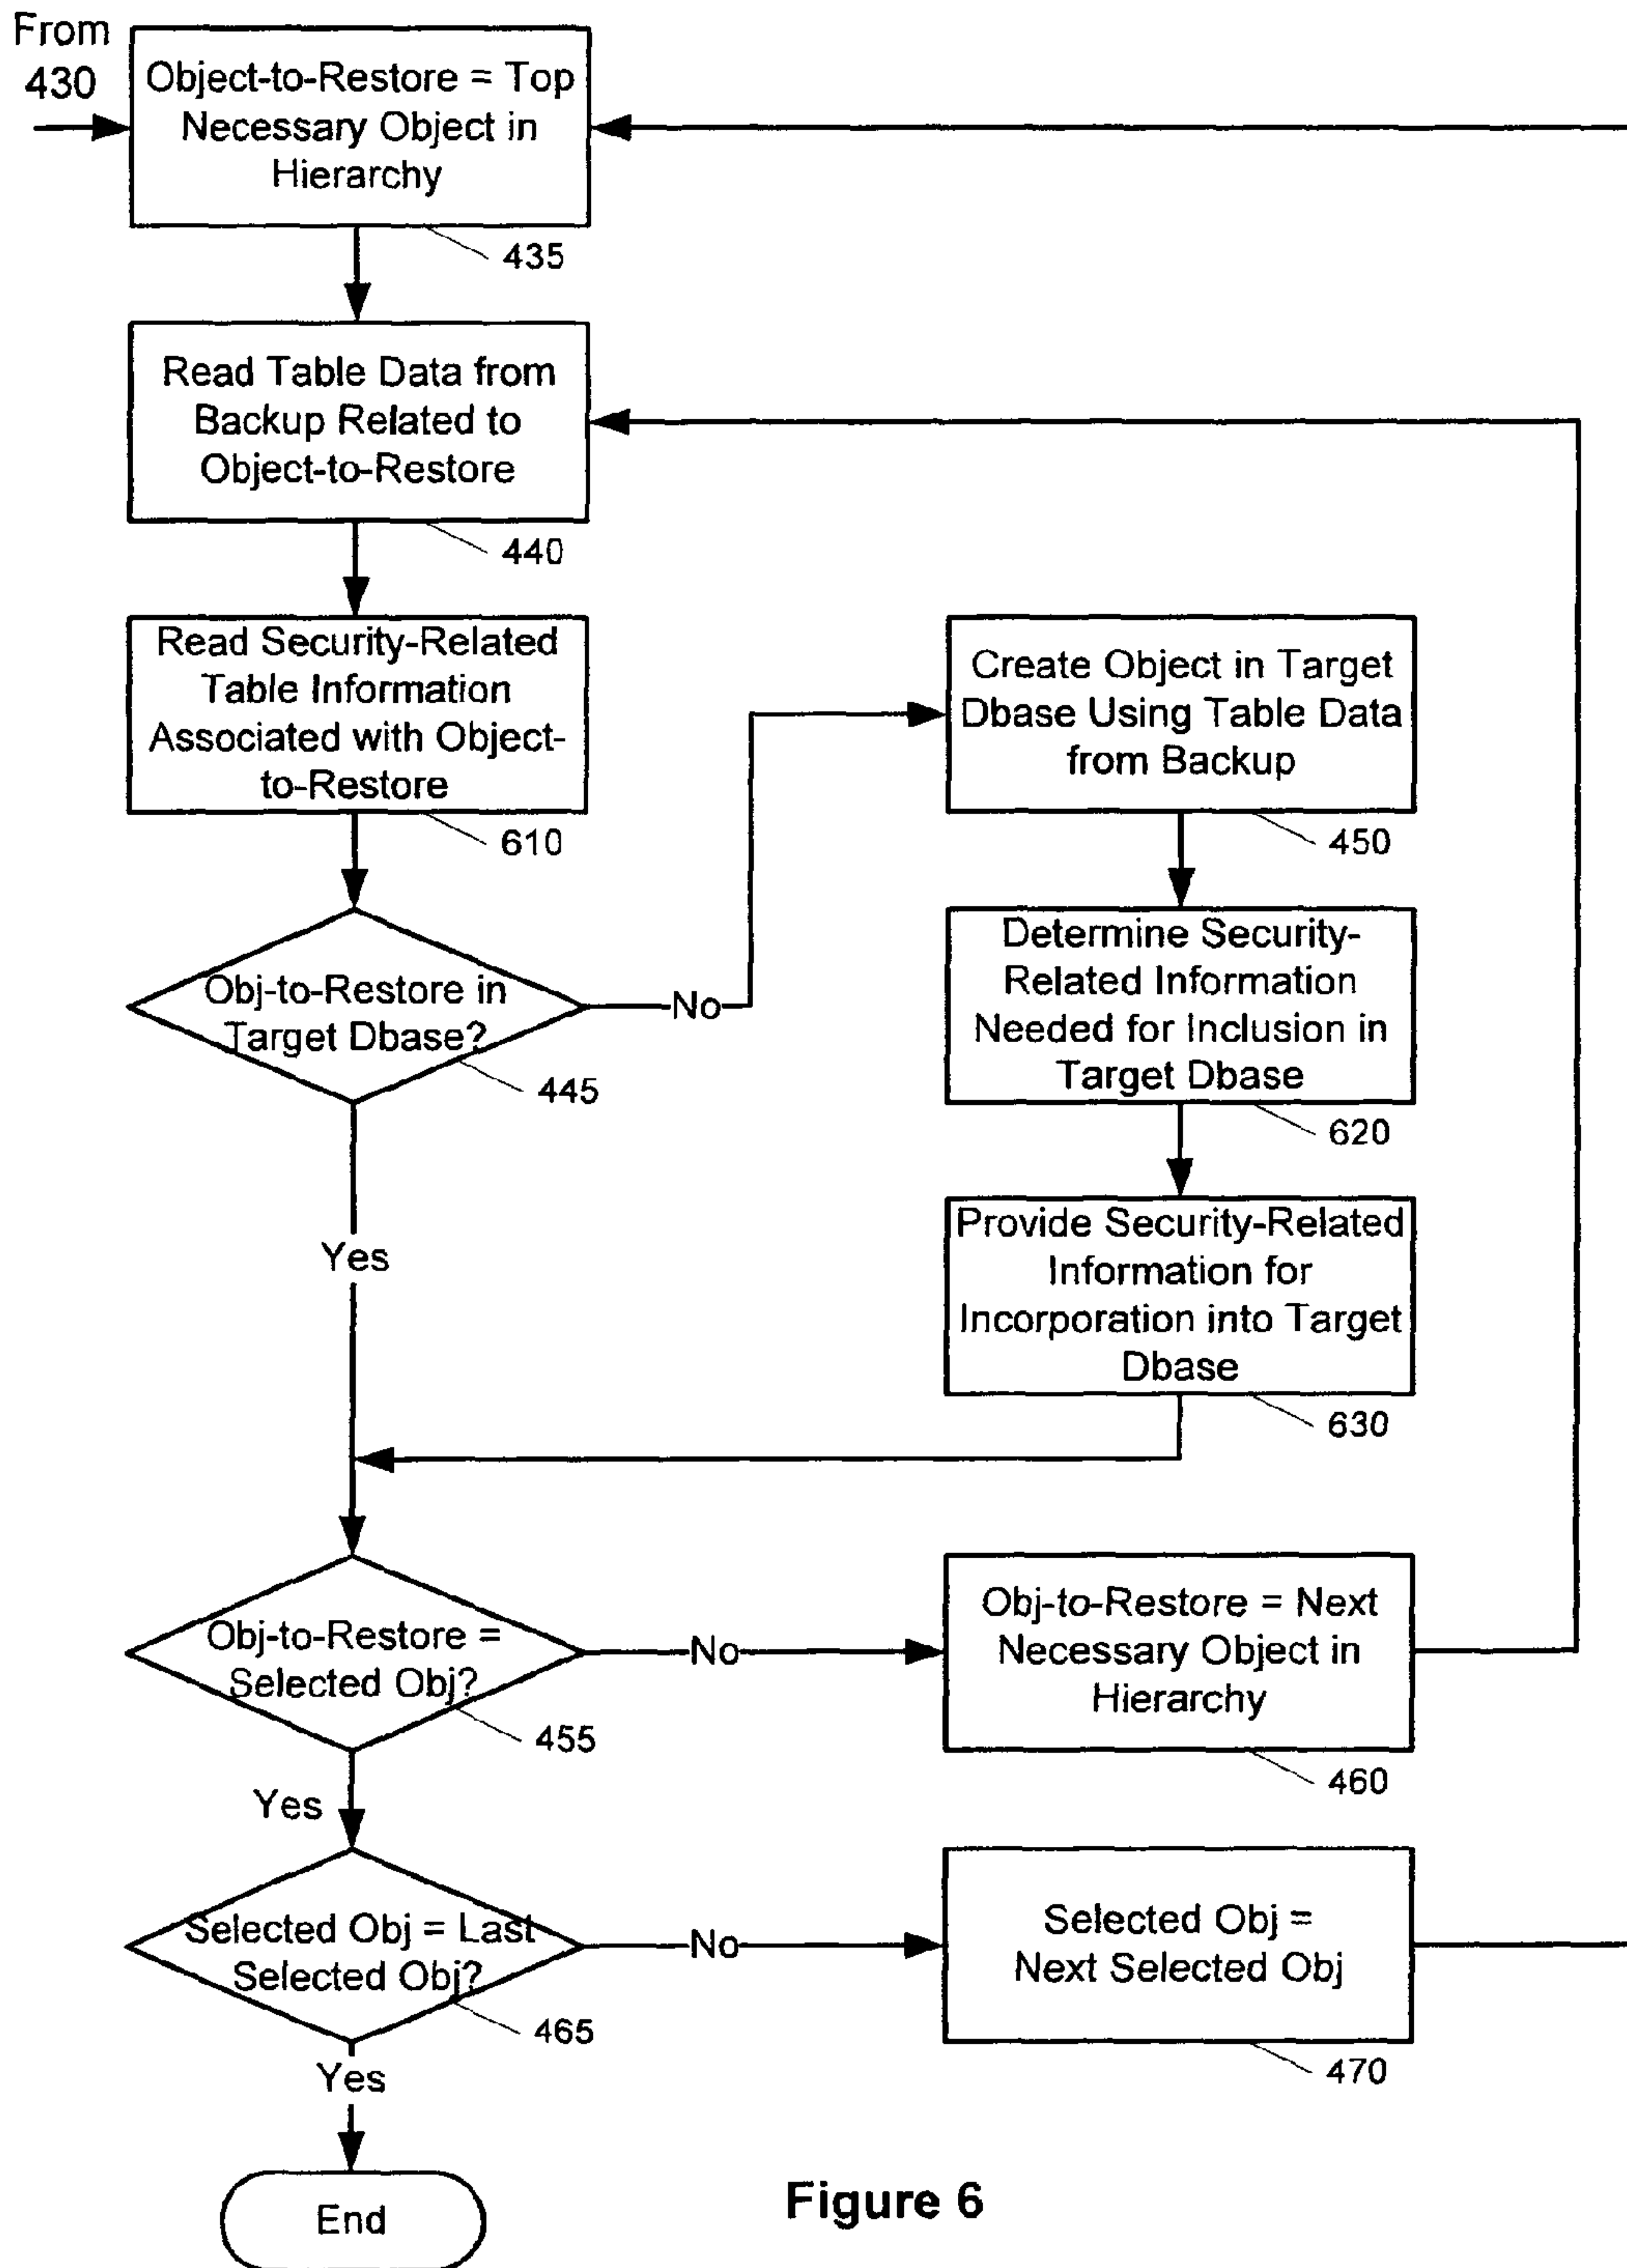 From
430
Object-to-Restore = Top
Necessary Object in
Hierarchy
435
Read Table Data from
Backup Related to
Object-to-Restore
440
Read Security-Related
Table Information
Associated with Object-
to-Restore
610
Create Object in Target
Dbase Using Table Data
from Backup
450
Obj-to-Restore in
Target Dbase?
No
445
Determine Security-
Related Information
Needed for Inclusion in
Target Dbase
620
Yes
Provide Security-Related
Information for
Incorporation into Target
Dbase
630
Obj-to-Restore =
Selected Obj?
No
455
Obj-to-Restore = Next
Necessary Object in
Hierarchy
460
Yes
Selected Obj = Last
Selected Obj?
No
465
Selected Obj =
Next Selected Obj
470
Yes
End
Figure 6